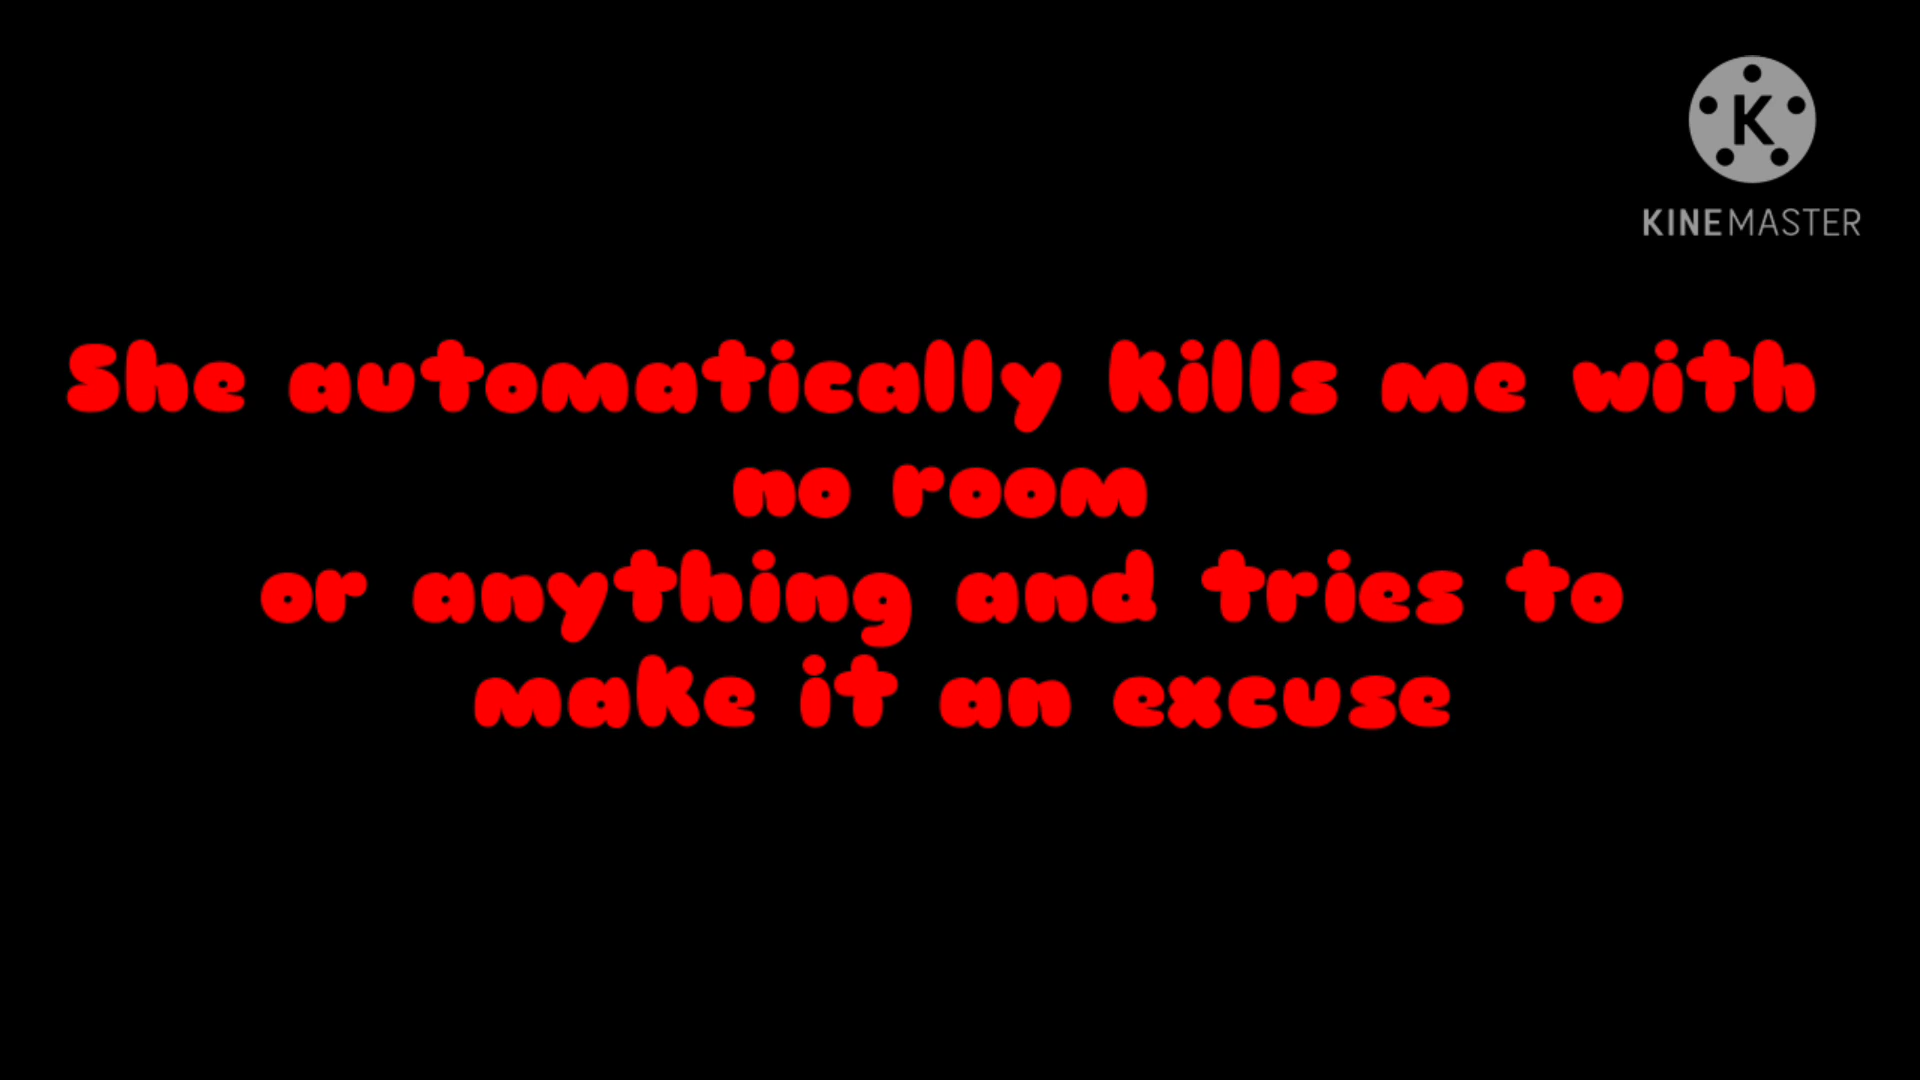 K
KINEMASTER
She automatically kills me with
no room
or anything and tries to
make it an excuse